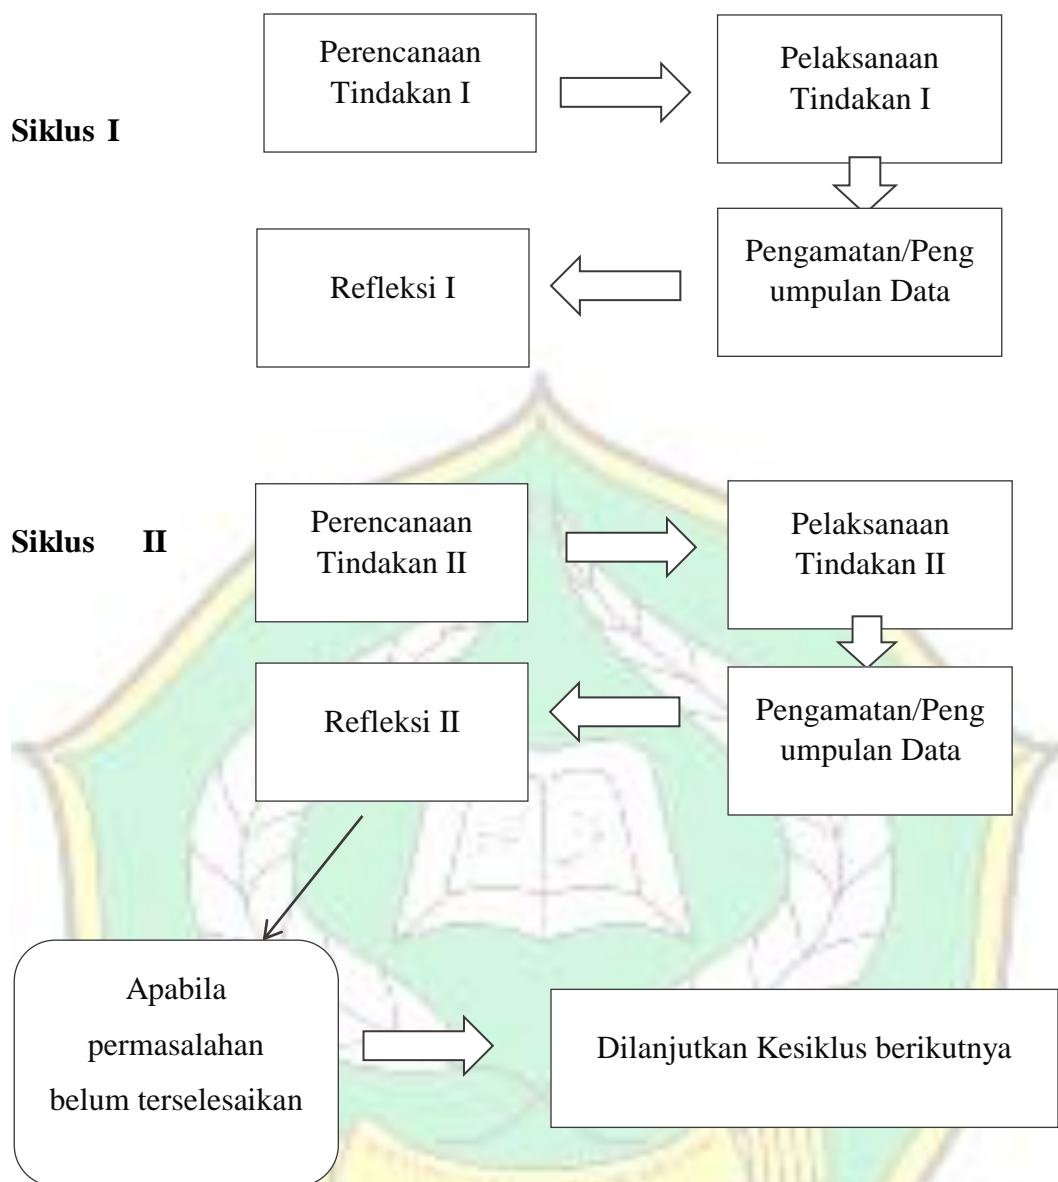 Perencanaan
Tindakan I
Pelaksanaan
Tindakan I
Siklus I
Pengamatan/Peng
umpulan Data
Refleksi I
Perencanaan
Tindakan II
Pelaksanaan
Tindakan II
Siklus II
Pengamatan/Peng
umpulan Data
Refleksi II
Apabila
permasalahan
belum terselesaikan
Dilanjutkan Kesiklus berikutnya